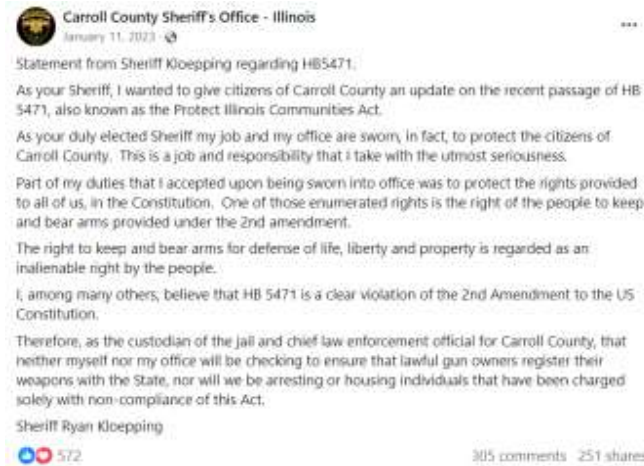 Carroll County Sheriff's Office - Illinois
January 11, 2023
Statement from Sheriff Kloepping regarding HB5471.
As your Sheriff, I wanted to give citizens of Carroll County an update on the recent passage of HB
5471, also known as the Protect Illinois Communities Act.
As your duly elected Sheriff my job and my office are sworn, in fact, to protect the citizens of
Carroll County. This is a job and responsibility that I take with the utmost seriousness.
Part of my duties that I accepted upon being sworn into office was to protect the rights provided
to all of us, in the Constitution. One of those enumerated rights is the right of the people to keep
and bear arms provided under the 2nd amendment.
The right to keep and bear arms for defense of life, liberty and property is regarded as an
inalienable right by the people.
I, among many others, believe that HB 5471 is a clear violation of the 2nd Amendment to the US
Constitution.
Therefore, as the custodian of the jail and chief law enforcement official for Carroll County, that
neither myself nor my office will be checking to ensure that lawful gun owners register their
weapons with the State, nor will we be arresting or housing individuals that have been charged
solely with non-compliance of this Act.
Sheriff Ryan Kloepping
572
305 comments 251 shares